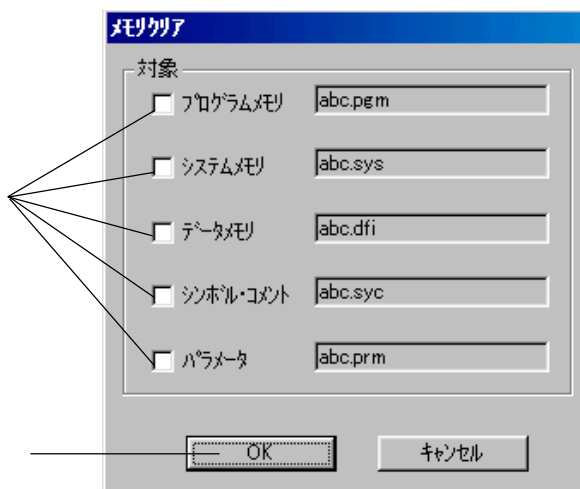 メモリクリア
対象
プログラムメモリ abc.pgm
システムメモリ abc.sys
データメモリ abc.dfi
シンボル・コメント abc.syc
パラメータ abc.prm
OK キャンセル